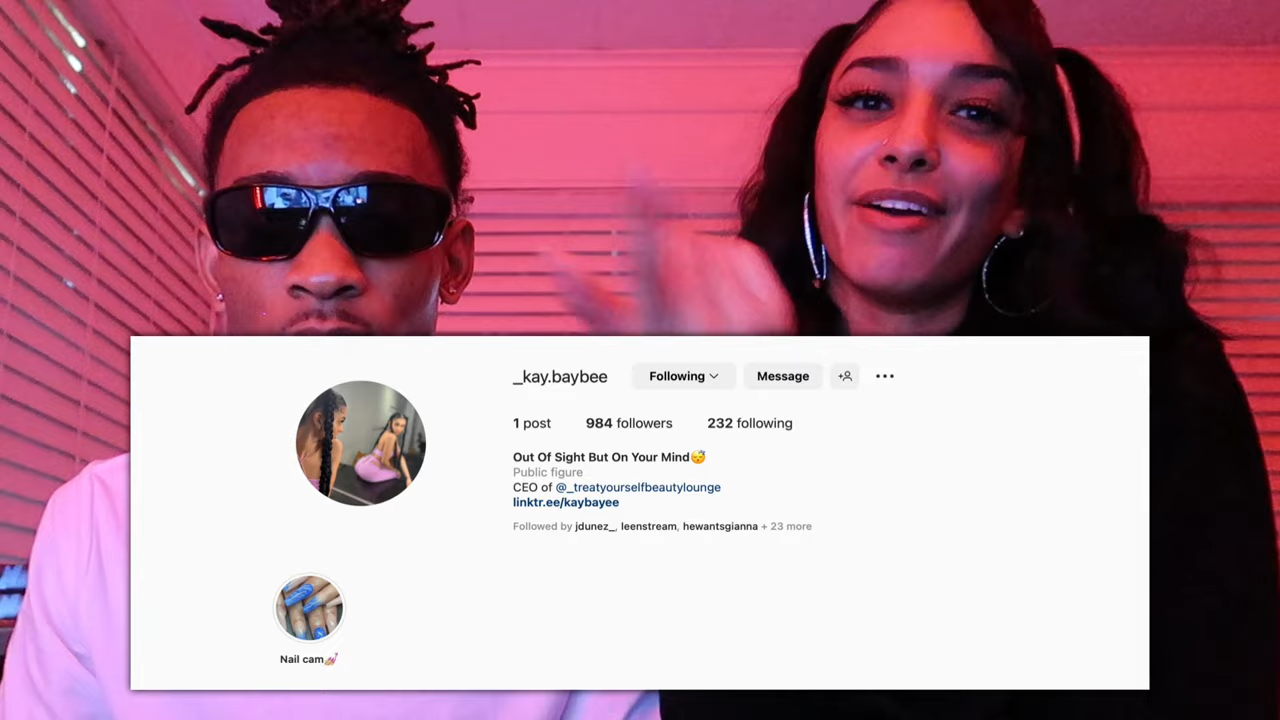 _kay.baybee Following Message
1 post 984 followers 232 following
Out Of Sight But On Your Mind😴
Public figure
CEO of @_treatyourselfbeautylounge
linktr.ee/kaybayee
Followed by jdunez_, leenstream, hewantsgianna + 23 more
Nail cam💅🏼